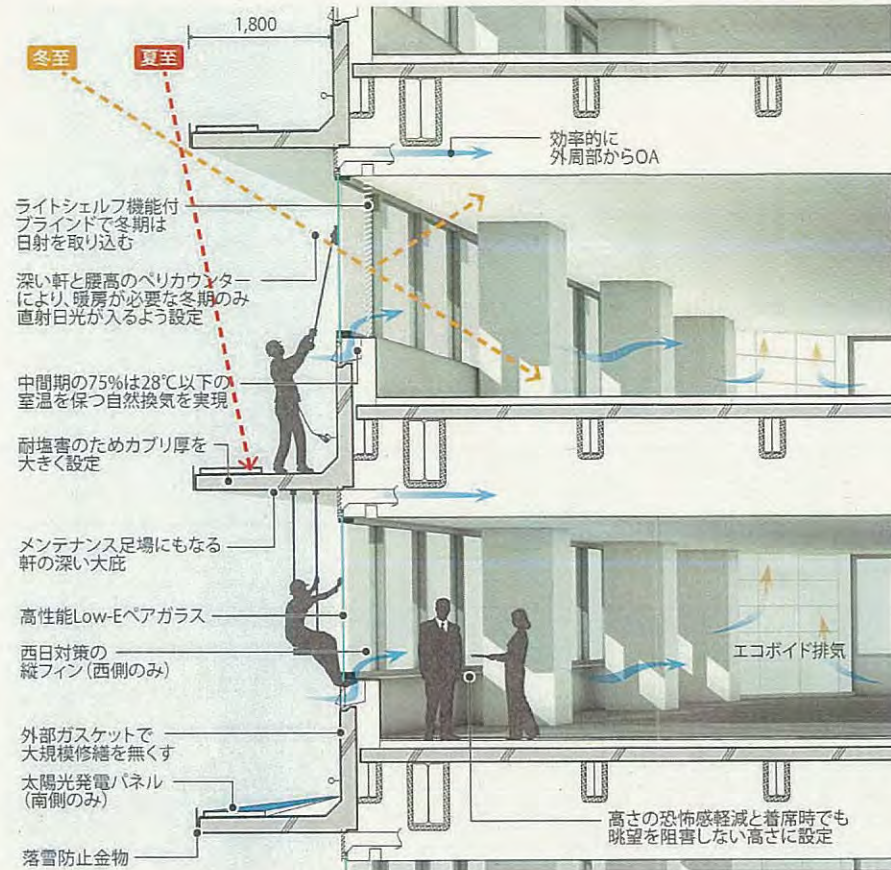 1,800
冬至
夏至
効率的に
外周部からOA
ライトシェルフ機能付
ブラインドで冬期は
日射を取り込む
深い軒と腰高のペリカウンター
により、暖房が必要な冬期のみ
直射日光が入るよう設定
中間期の75%は28℃以下の
室温を保つ自然換気を実現
耐塩害のためカブリ厚を
大きく設定
メンテナンス足場にもなる
軒の深い大庇
高性能Low-Eペアガラス
西日対策の
縦フィン(西側のみ)
エコボイド排気
外部ガスケットで
大規模修繕を無くす
太陽光発電パネル
(南側のみ)
高さの恐怖感軽減と着席時でも
眺望を阻害しない高さに設定
落雪防止金物